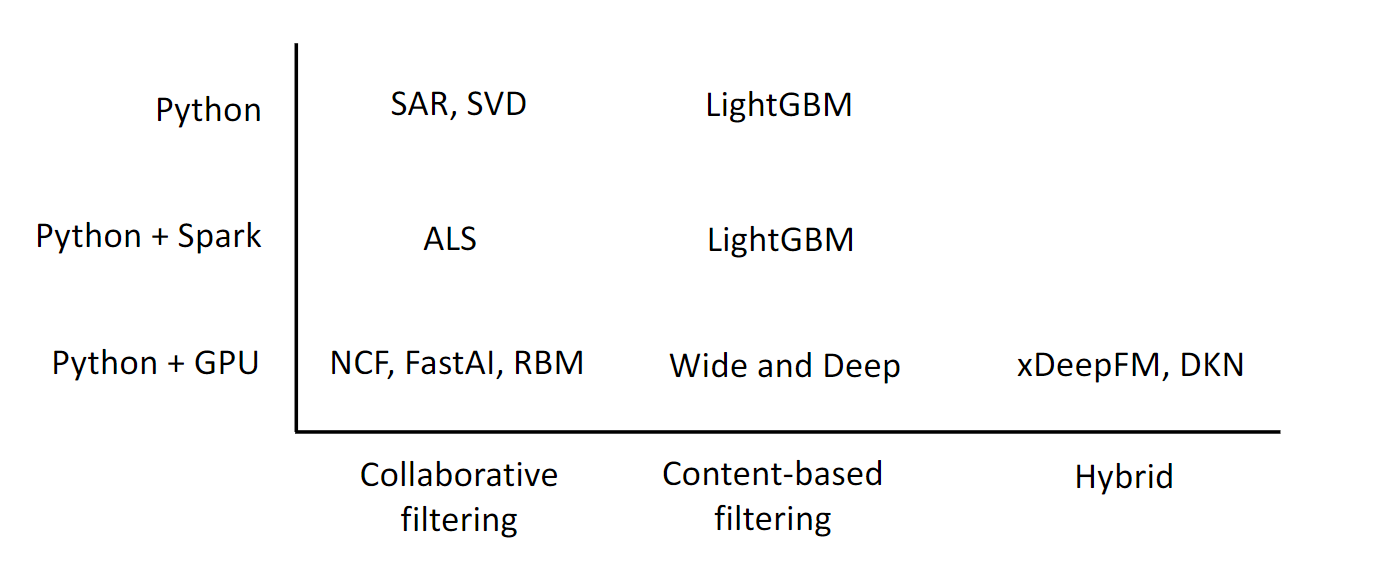 Python
SAR, SVD
LightGBM
Python + Spark
ALS
LightGBM
Python + GPU
NCF, FastAI, RBM
Wide and Deep
xDeepFM, DKN
Collaborative
filtering
Content-based
filtering
Hybrid